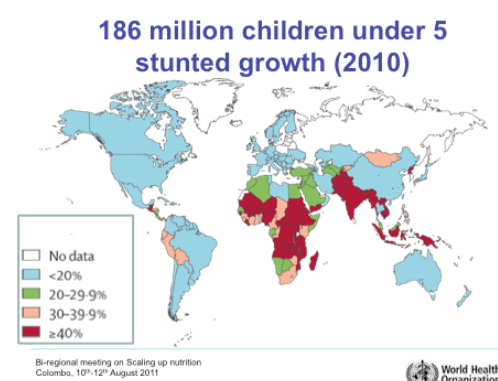 186 million children under 5
stunted growth (2010)
No data
<20%
20–29·9%
30–39·9%
≥40%
Bi-regional meeting on Scaling up nutrition
Colombo, 10th-12th August 2011
World Health
Organization